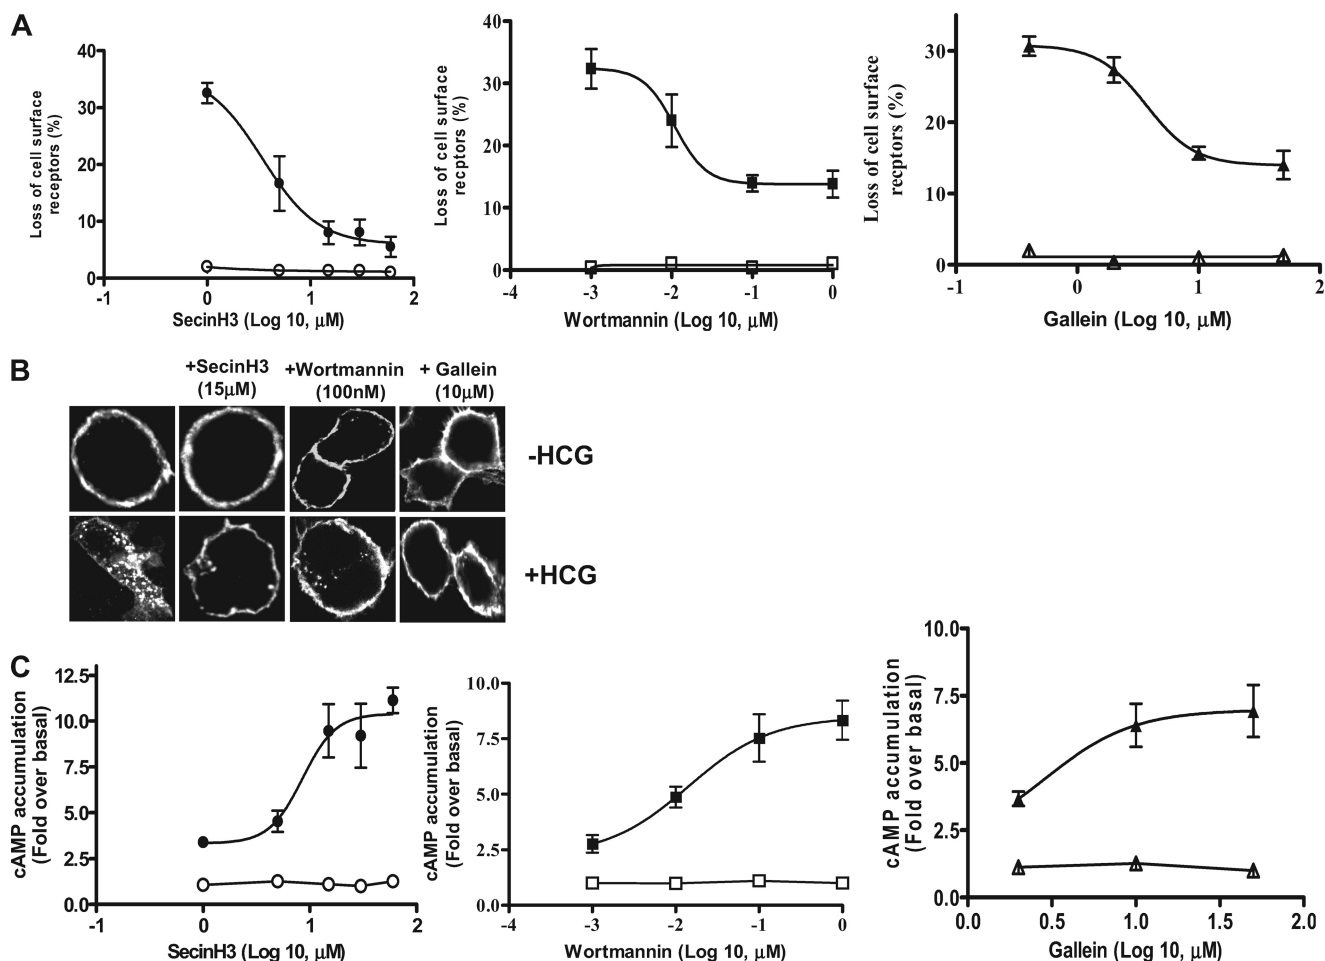 A
40
30
20
10
0
-1
0
1
2
Loss of cell surface
receptors (%)
SecinH3 (Log 10, µM)
40
30
20
10
0
-4
-3
-2
-1
0
Loss of cell surface
recptors (%)
Wortmannin (Log 10, µM)
30
20
10
0
-1
0
1
2
Loss of cell surface
recptors (%)
Gallein (Log 10, µM)
B
+SecinH3
(15µM)
+Wortmannin
(100nM)
+ Gallein
(10µM)
-HCG
+HCG
C
12.5
10.0
7.5
5.0
2.5
0.0
-1
0
1
2
cAMP accumulation
(Fold over basal)
SecinH3 (Log 10, µM)
10.0
7.5
5.0
2.5
0.0
-4
-3
-2
-1
0
cAMP accumulation
(Fold over basal)
Wortmannin (Log 10, µM)
10.0
7.5
5.0
2.5
0.0
0.0
0.5
1.0
1.5
2.0
cAMP accumulation
(Fold over basal)
Gallein (Log 10, µM)